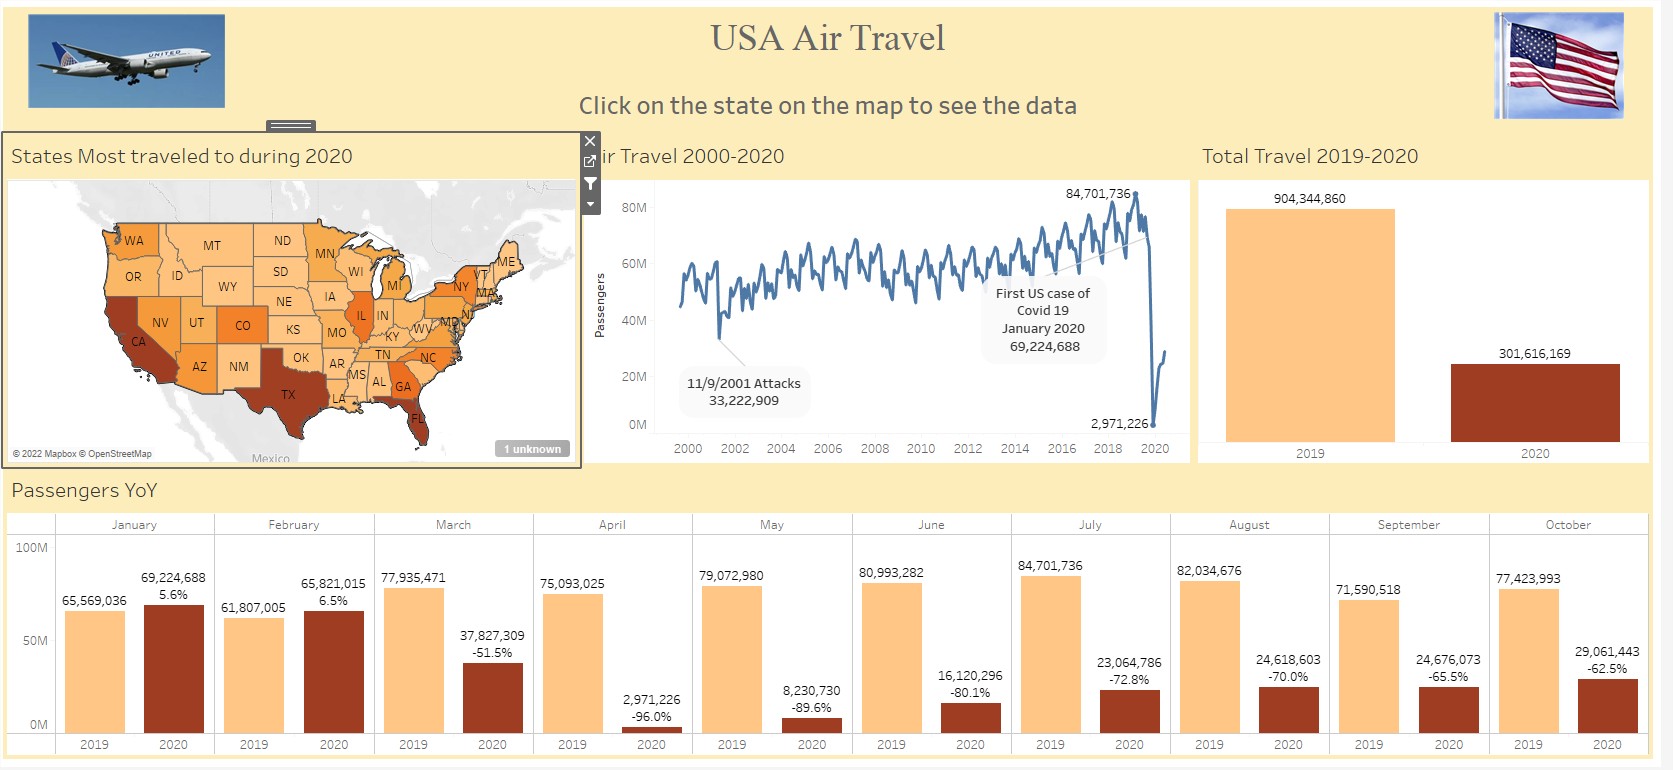 UNITED
USA Air Travel
Click on the state on the map to see the data
States Most traveled to during 2020
WA
MT
ND
MN
ME
OR
ID
SD
WI
VT
WY
MI
NY
MA
NE
IA
NV
UT
CO
IL
IN
NJ
MD
KS
MO
WV
KY
CA
AZ
NM
OK
AR
TN
NC
TX
MS
AL
GA
LA
FL
© 2022 Mapbox © OpenStreetMap
Mexico
1 unknown
ir Travel 2000-2020
Passengers
80M
60M
40M
20M
0M
84,701,736
First US case of
Covid 19
January 2020
69,224,688
11/9/2001 Attacks
33,222,909
2,971,226
2000 2002 2004 2006 2008 2010 2012 2014 2016 2018 2020
Total Travel 2019-2020
904,344,860
301,616,169
2019 2020
Passengers YoY
January February March April May June July August September October
100M
50M
0M
65,569,036
69,224,688
5.6%
61,807,005
65,821,015
6.5%
77,935,471
37,827,309
-51.5%
75,093,025
2,971,226
-96.0%
79,072,980
8,230,730
-89.6%
80,993,282
16,120,296
-80.1%
84,701,736
23,064,786
-72.8%
82,034,676
24,618,603
-70.0%
71,590,518
24,676,073
-65.5%
77,423,993
29,061,443
-62.5%
2019 2020 2019 2020 2019 2020 2019 2020 2019 2020 2019 2020 2019 2020 2019 2020 2019 2020 2019 2020